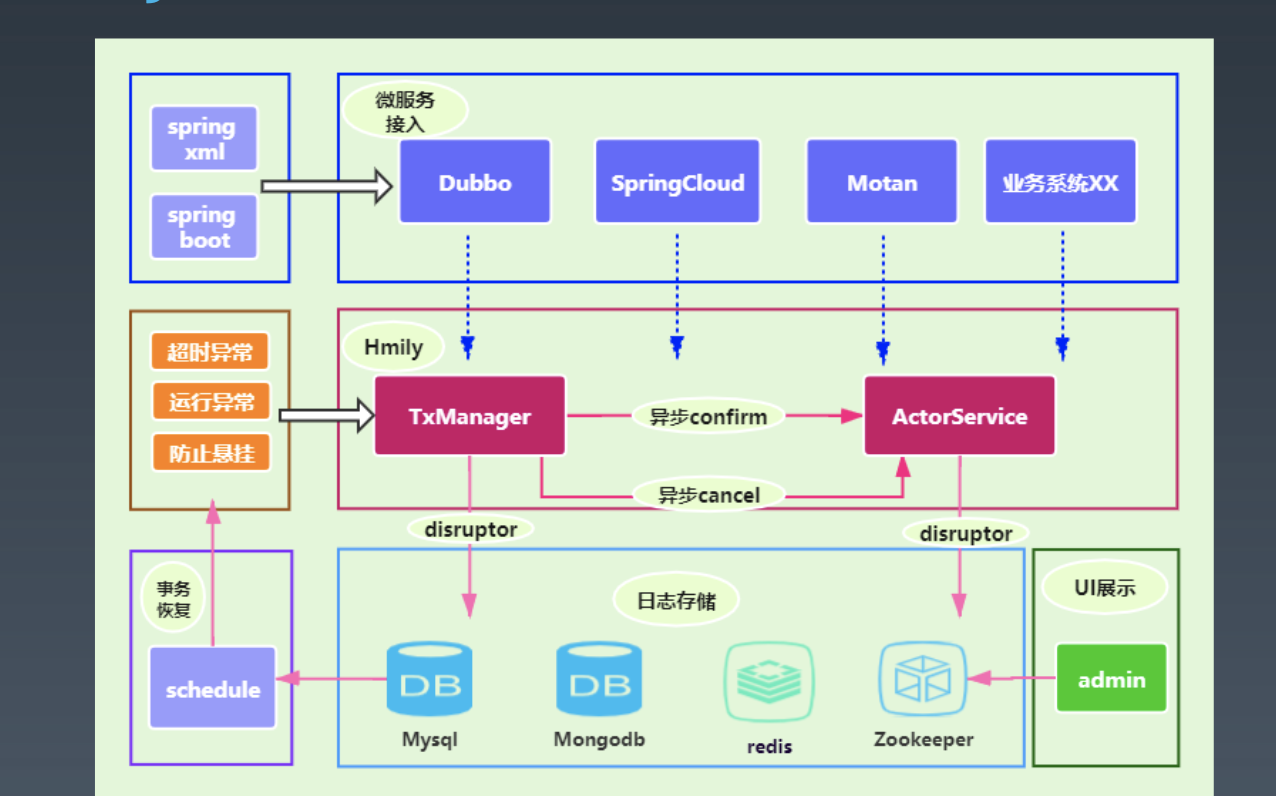 spring
xml
spring
boot
微服务
接入
Dubbo
SpringCloud
Motan
业务系统XX
超时异常
运行异常
防止悬挂
Hmily
TxManager
异步confirm
ActorService
异步cancel
disruptor
disruptor
事务
恢复
schedule
日志存储
DB
Mysql
DB
Mongodb
redis
Zookeeper
UI展示
admin